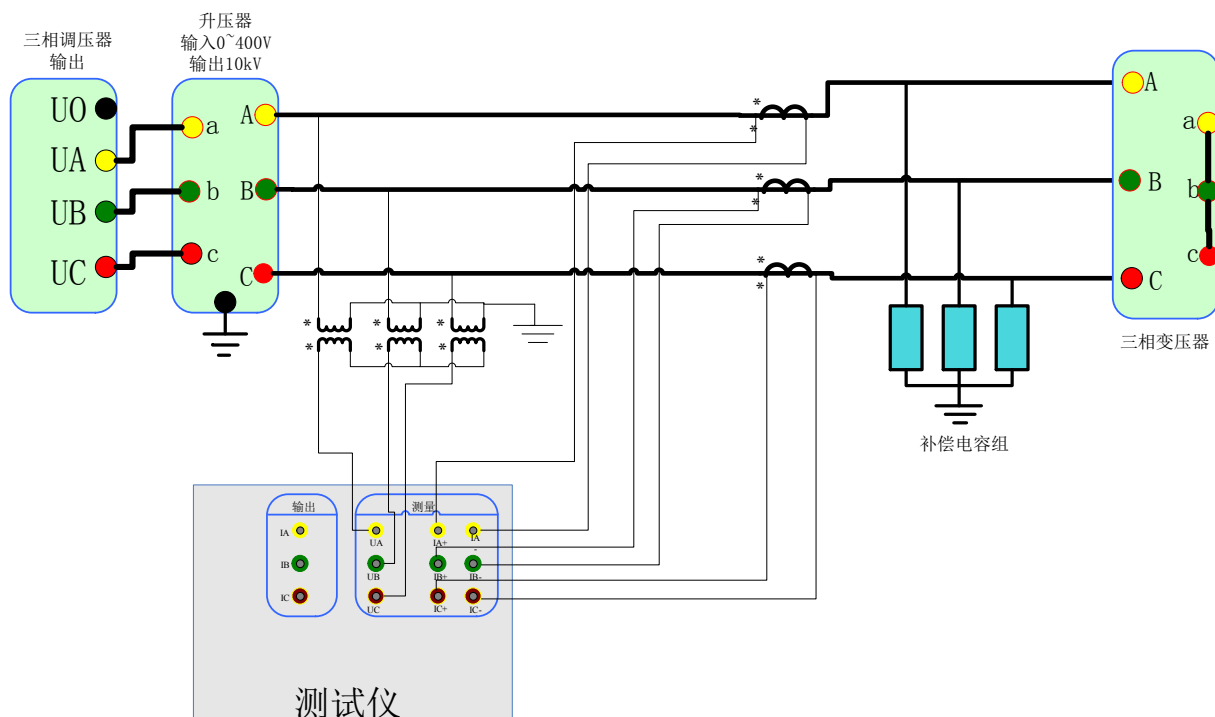 三相调压器
输出
UO
UA
UB
UC
升压器
输入0~400V
输出10kV
a
b
c
A
B
C
*
*
*
*
*
*
*
*
*
*
*
*
A
B
C
a
b
c
三相变压器
补偿电容组
输出
IA
IB
IC
测量
UA
UB
UC
IA+
IB+
IC+
IA
-
IB-
IC-
测试仪